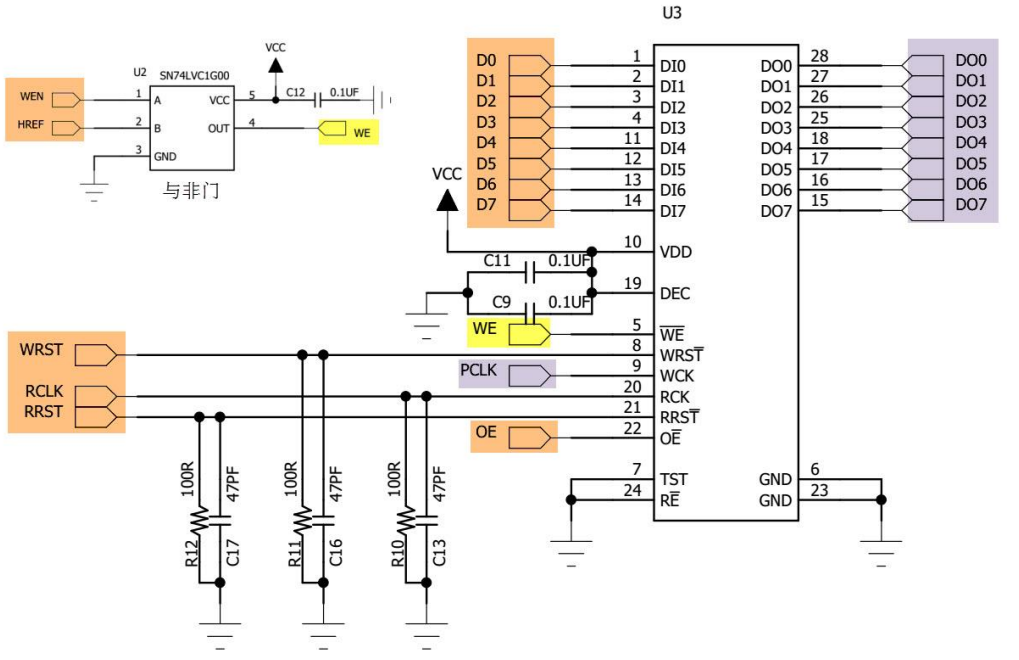 U3
VCC
U2 SN74LVC1G00
WEN 1 A VCC 5 C12 0.1UF
HREF 2 B OUT 4 WE
3 GND
与非门
D0 1 DI0 DO0 28 DO0
D1 2 DI1 DO1 27 DO1
D2 3 DI2 DO2 26 DO2
D3 4 DI3 DO3 25 DO3
D4 11 DI4 DO4 18 DO4
D5 12 DI5 DO5 17 DO5
D6 13 DI6 DO6 16 DO6
D7 14 DI7 DO7 15 DO7
VCC
10 VDD
C11 0.1UF
19 DEC
C9 0.1UF
WE 5 WE
WRST 8 WRST
PCLK 9 WCK
RCLK 20 RCK
RRST 21 RRST
OE 22 OE
7 TST GND 6
24 RE GND 23
100R 47PF 100R 47PF 100R 47PF
R12 C17 R11 C16 R10 C13